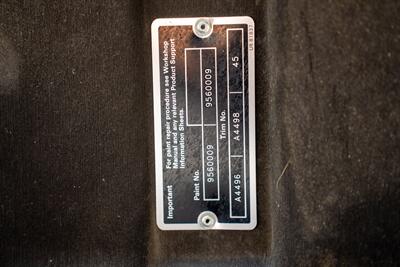 Important
For paint repair procedure see Workshop
Manual and any relevant Product Support
Information Sheets.
Paint No.
9560009 9560009
Trim No.
A4496 A4498 45